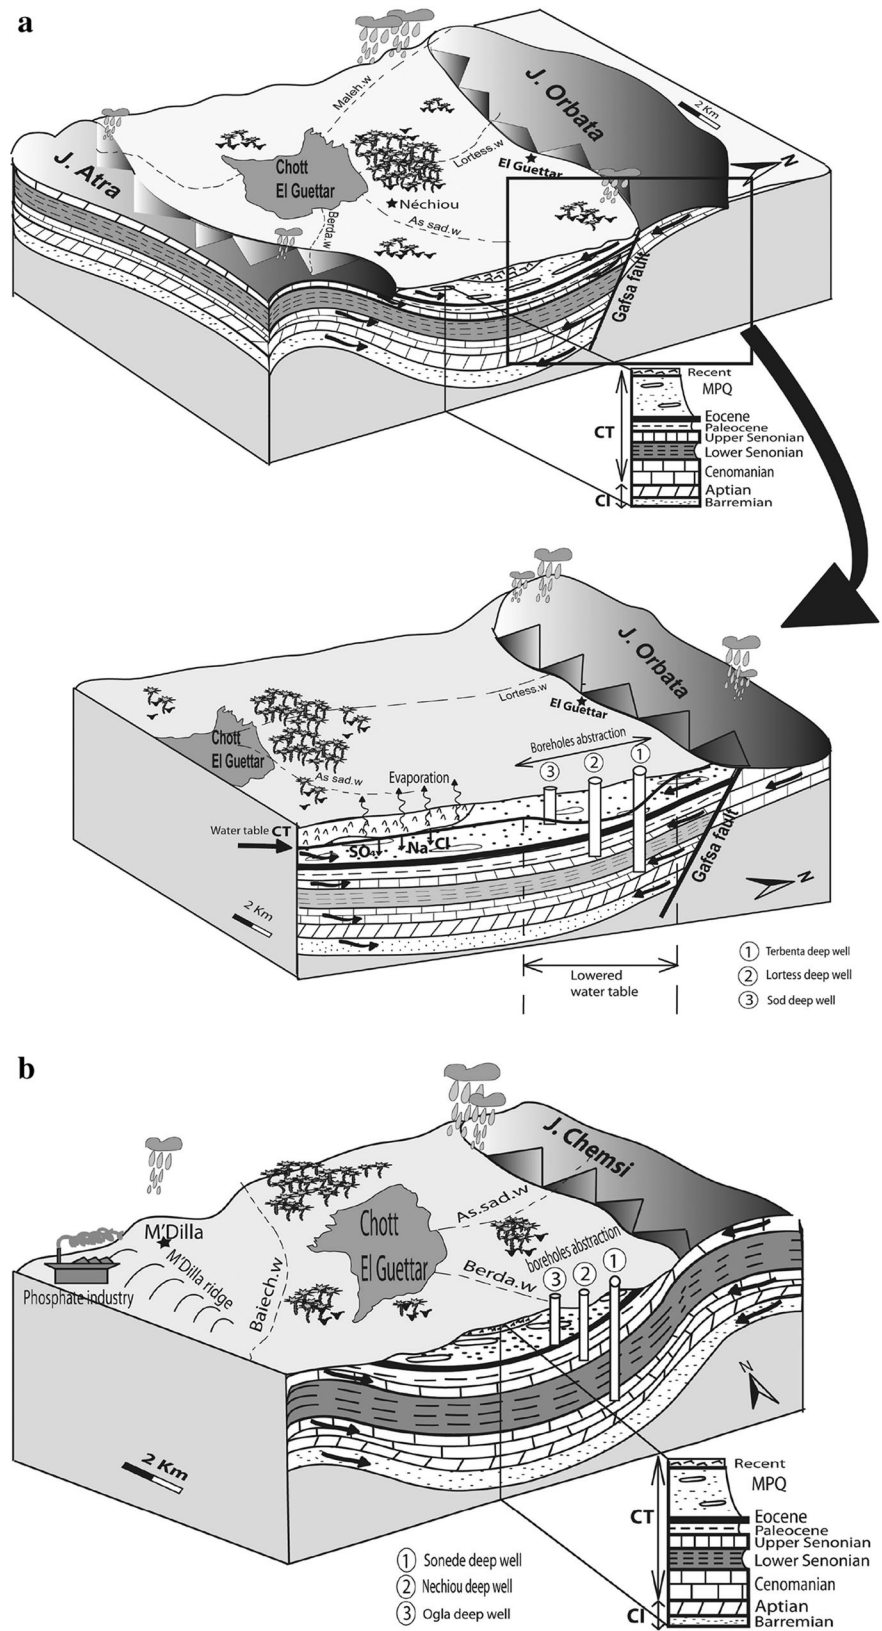 a
J. Orbata
2 Km
N
Maleh.w
J. Atra
Chott
El Guettar
Lortess.w
El Guettar
Néchiou
Berda.w
As sad.w
Gafsa fault
Recent
MPQ
CT
Eocene
Paleocene
Upper Senonian
Lower Senonian
Cenomanian
CI
Aptian
Barremian
J. Orbata
Lortess.w
El Guettar
Chott
El Guettar
Boreholes abstraction
As sad.w
Evaporation
3
2
1
Water table CT
SO4
Na Cl
Gafsa fault
2 Km
N
Lowered
water table
1 Terbenta deep well
2 Lortess deep well
3 Sod deep well
b
J. Chemsi
M'Dilla
Chott
El Guettar
As.sad.w
M'Dilla ridge
Phosphate industry
Baiech.w
Berda.w
boreholes abstraction
3
2
1
N
2 Km
Recent
MPQ
CT
Eocene
Paleocene
Upper Senonian
Lower Senonian
Cenomanian
CI
Aptian
Barremian
1 Sonede deep well
2 Nechiou deep well
3 Ogla deep well